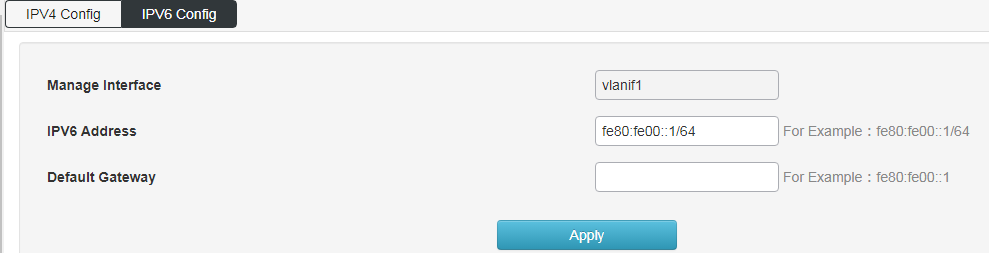 IPV4 Config IPV6 Config
Manage Interface vlanif1
IPV6 Address fe80:fe00::1/64 For Example：fe80:fe00::1/64
Default Gateway For Example：fe80:fe00::1
Apply